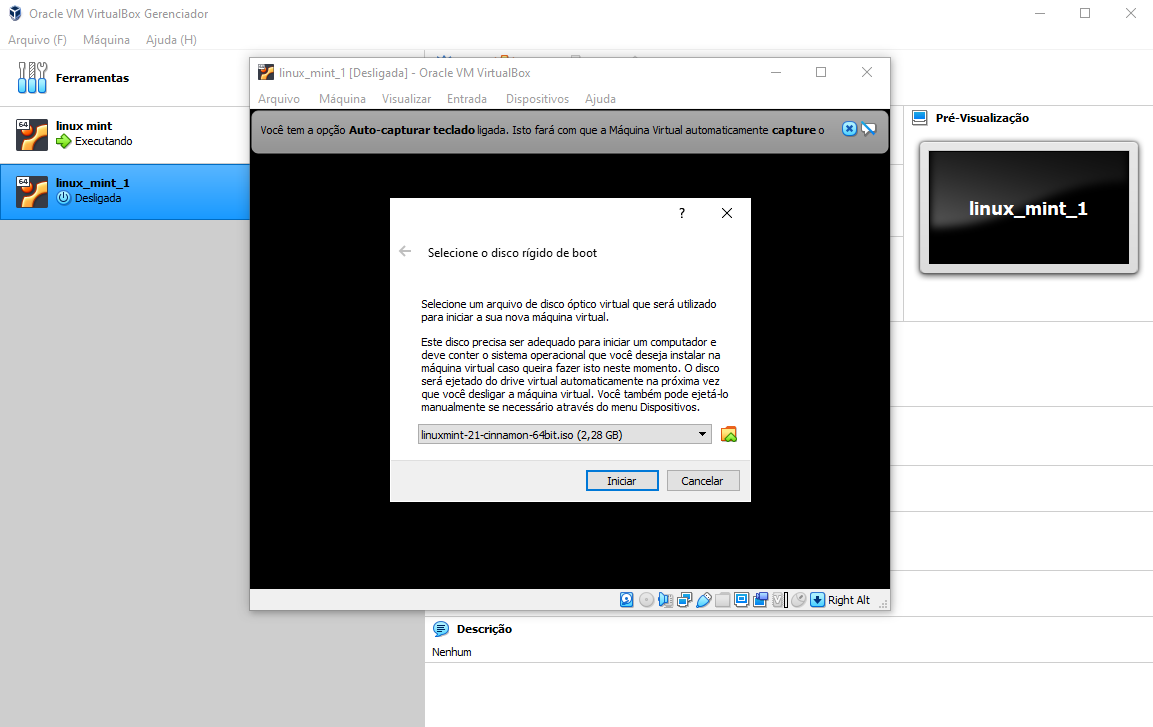 Oracle VM VirtualBox Gerenciador
Arquivo (F) Máquina Ajuda (H)
Ferramentas
64
linux mint
Executando
64
linux_mint_1
Desligada
linux_mint_1 [Desligada] - Oracle VM VirtualBox
Arquivo Máquina Visualizar Entrada Dispositivos Ajuda
Você tem a opção Auto-capturar teclado ligada. Isto fará com que a Máquina Virtual automaticamente capture o
?
Selecione o disco rígido de boot
Selecione um arquivo de disco óptico virtual que será utilizado
para iniciar a sua nova máquina virtual.
Este disco precisa ser adequado para iniciar um computador e
deve conter o sistema operacional que você deseja instalar na
máquina virtual caso queira fazer isto neste momento. O disco
será ejetado do drive virtual automaticamente na próxima vez
que você desligar a máquina virtual. Você também pode ejetá-lo
manualmente se necessário através do menu Dispositivos.
linuxmint-21-cinnamon-64bit.iso (2,28 GB)
Iniciar Cancelar
Right Alt
Pré-Visualização
linux_mint_1
Descrição
Nenhum